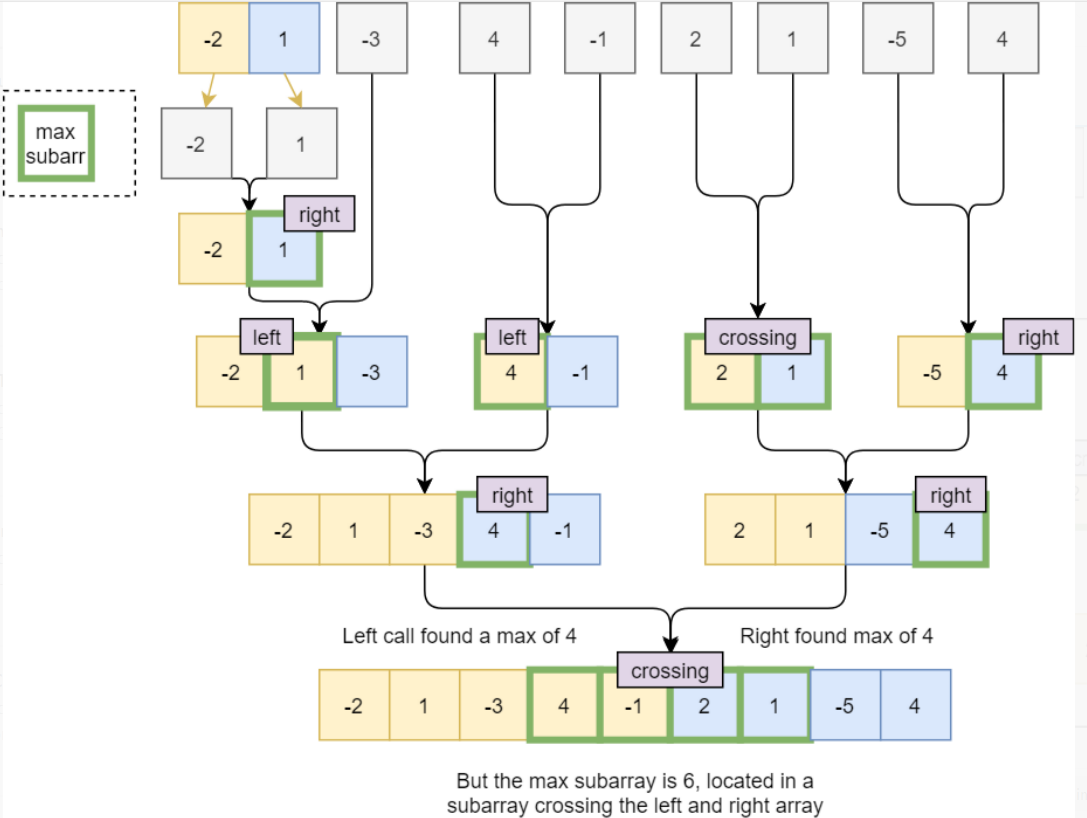 -2 1 -3 4 -1 2 1 -5 4
max
subarr
-2 1
right
-2 1
left left crossing right
-2 1 -3 4 -1 2 1 -5 4
right right
-2 1 -3 4 -1 2 1 -5 4
Left call found a max of 4 Right found max of 4
crossing
-2 1 -3 4 -1 2 1 -5 4
But the max subarray is 6, located in a
subarray crossing the left and right array